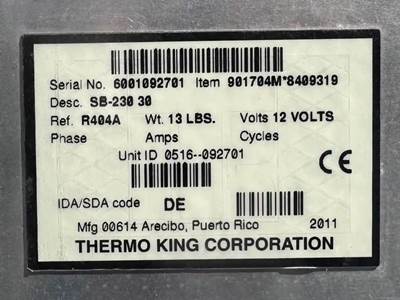 Serial No. 6001092701 Item 901704M*8409319
Desc. SB-230 30
Ref. R404A Wt. 13 LBS. Volts 12 VOLTS
Phase Amps Cycles
Unit ID 0516--092701
CE
IDA/SDA code DE
Mfg 00614 Arecibo, Puerto Rico 2011
THERMO KING CORPORATION